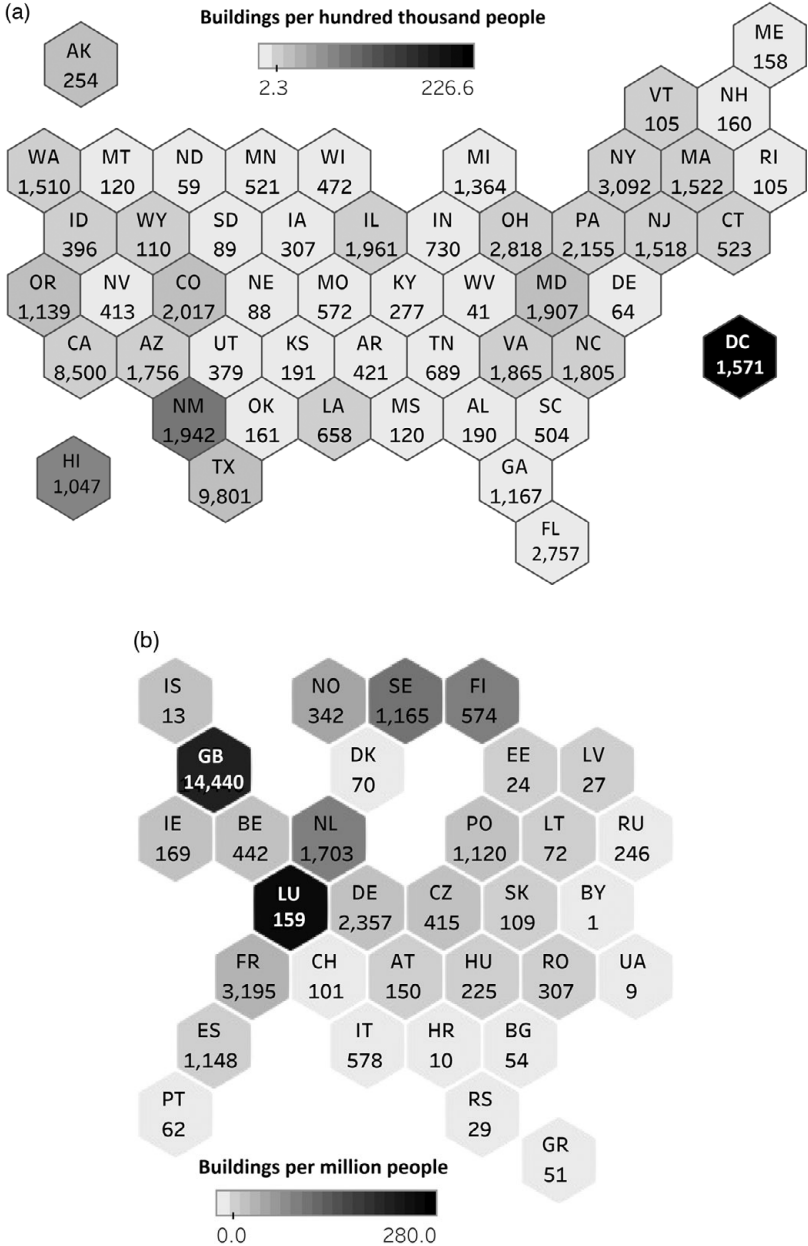 (a)
Buildings per hundred thousand people
2.3 226.6
AK
254
ME
158
VT NH
105 160
WA MT ND MN WI MI NY MA RI
1,510 120 59 521 472 1,364 3,092 1,522 105
ID WY SD IA IL IN OH PA NJ CT
396 110 89 307 1,961 730 2,818 2,155 1,518 523
OR NV CO NE MO KY WV MD DE
1,139 413 2,017 88 572 277 41 1,907 64
CA AZ UT KS AR TN VA NC DC
8,500 1,756 379 191 421 689 1,865 1,805 1,571
NM OK LA MS AL SC
1,942 161 658 120 190 504
HI TX GA
1,047 9,801 1,167
FL
2,757
(b)
IS NO SE FI
13 342 1,165 574
GB DK EE LV
14,440 70 24 27
IE BE NL PO LT RU
169 442 1,703 1,120 72 246
LU DE CZ SK BY
159 2,357 415 109 1
FR CH AT HU RO UA
3,195 101 150 225 307 9
ES IT HR BG
1,148 578 10 54
PT RS
62 29
GR
51
Buildings per million people
0.0 280.0